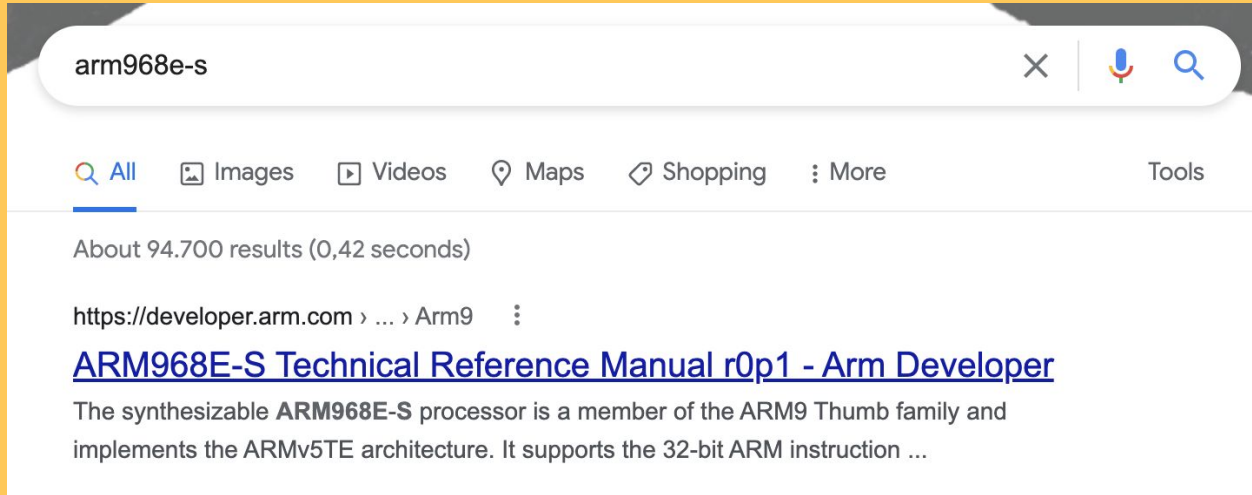 arm968e-s
All Images Videos Maps Shopping More Tools
About 94.700 results (0,42 seconds)
https://developer.arm.com › ... › Arm9
ARM968E-S Technical Reference Manual r0p1 - Arm Developer
The synthesizable ARM968E-S processor is a member of the ARM9 Thumb family and
implements the ARMv5TE architecture. It supports the 32-bit ARM instruction ...